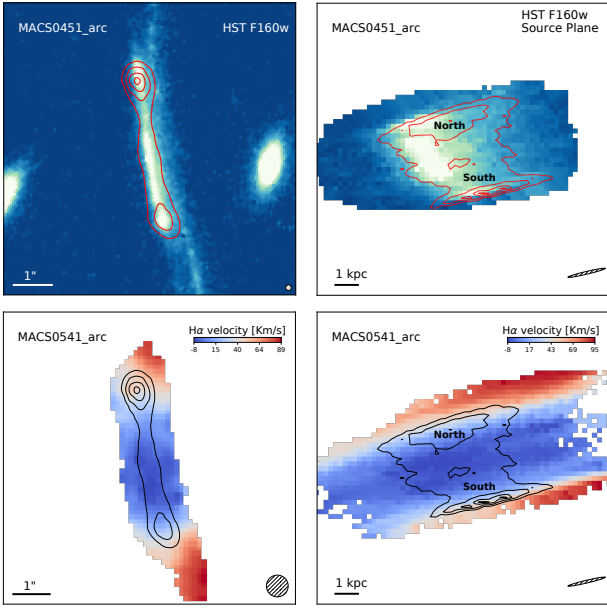 MACS0451_arc
HST F160w
1"
MACS0451_arc
HST F160w
Source Plane
North
South
1 kpc
MACS0541_arc
Hα velocity [Km/s]
-8 15 40 64 89
1"
MACS0541_arc
Hα velocity [Km/s]
-8 17 43 69 95
North
South
1 kpc